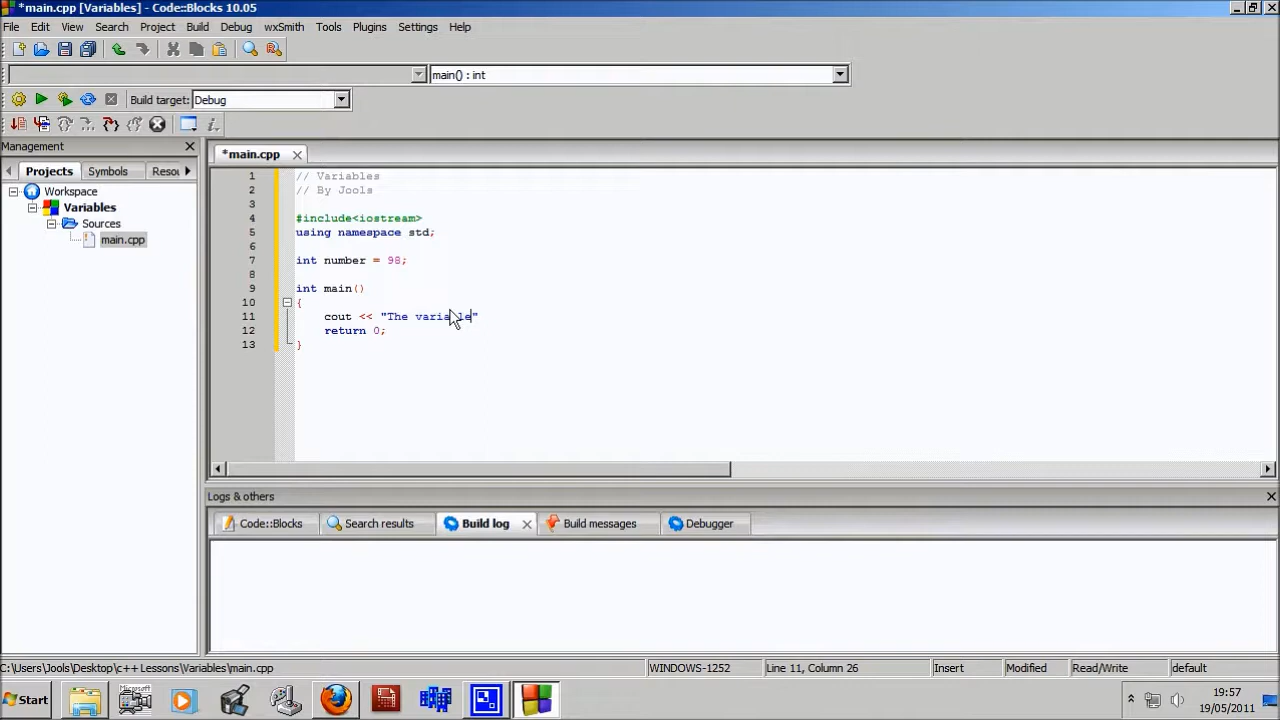 *main.cpp [Variables] - Code::Blocks 10.05
File Edit View Search Project Build Debug wxSmith Tools Plugins Settings Help
main() : int
Build target: Debug
Management
*main.cpp
Projects Symbols Resou
Workspace
Variables
Sources
main.cpp
1 // Variables
2 // By Jools
3
4 #include<iostream>
5 using namespace std;
6
7 int number = 98;
8
9 int main()
10 {
11 cout << "The variable"
12 return 0;
13 }
Logs & others
Code::Blocks Search results Build log Build messages Debugger
C:\Users\Jools\Desktop\c++ Lessons\Variables\main.cpp WINDOWS-1252 Line 11, Column 26 Insert Modified Read/Write default
Start
19:57
19/05/2011